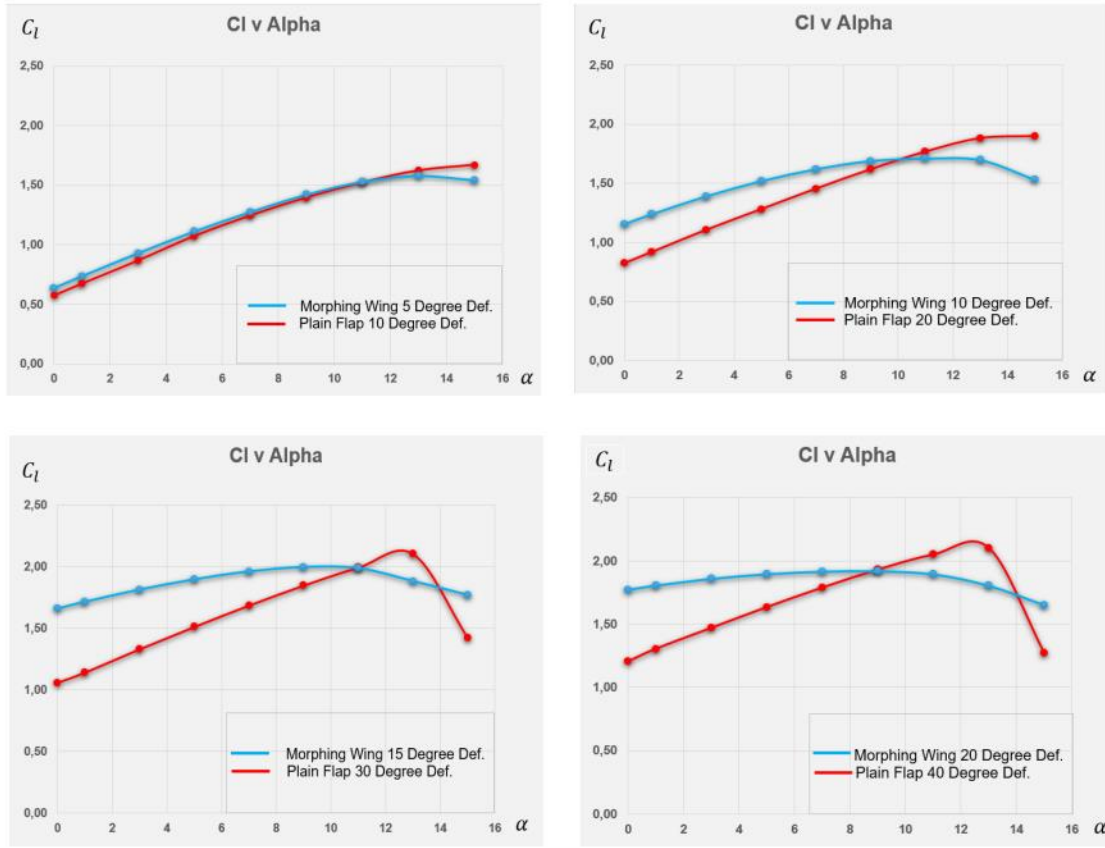 Cl v Alpha
C_l
2,50
2,00
1,50
1,00
0,50
0,00
0 2 4 6 8 10 12 14 16 α
Morphing Wing 5 Degree Def.
Plain Flap 10 Degree Def.
Cl v Alpha
C_l
2,50
2,00
1,50
1,00
0,50
0,00
0 2 4 6 8 10 12 14 16 α
Morphing Wing 10 Degree Def.
Plain Flap 20 Degree Def.
Cl v Alpha
C_l
2,50
2,00
1,50
1,00
0,50
0,00
0 2 4 6 8 10 12 14 16 α
Morphing Wing 15 Degree Def.
Plain Flap 30 Degree Def.
Cl v Alpha
C_l
2,50
2,00
1,50
1,00
0,50
0,00
0 2 4 6 8 10 12 14 16 α
Morphing Wing 20 Degree Def.
Plain Flap 40 Degree Def.